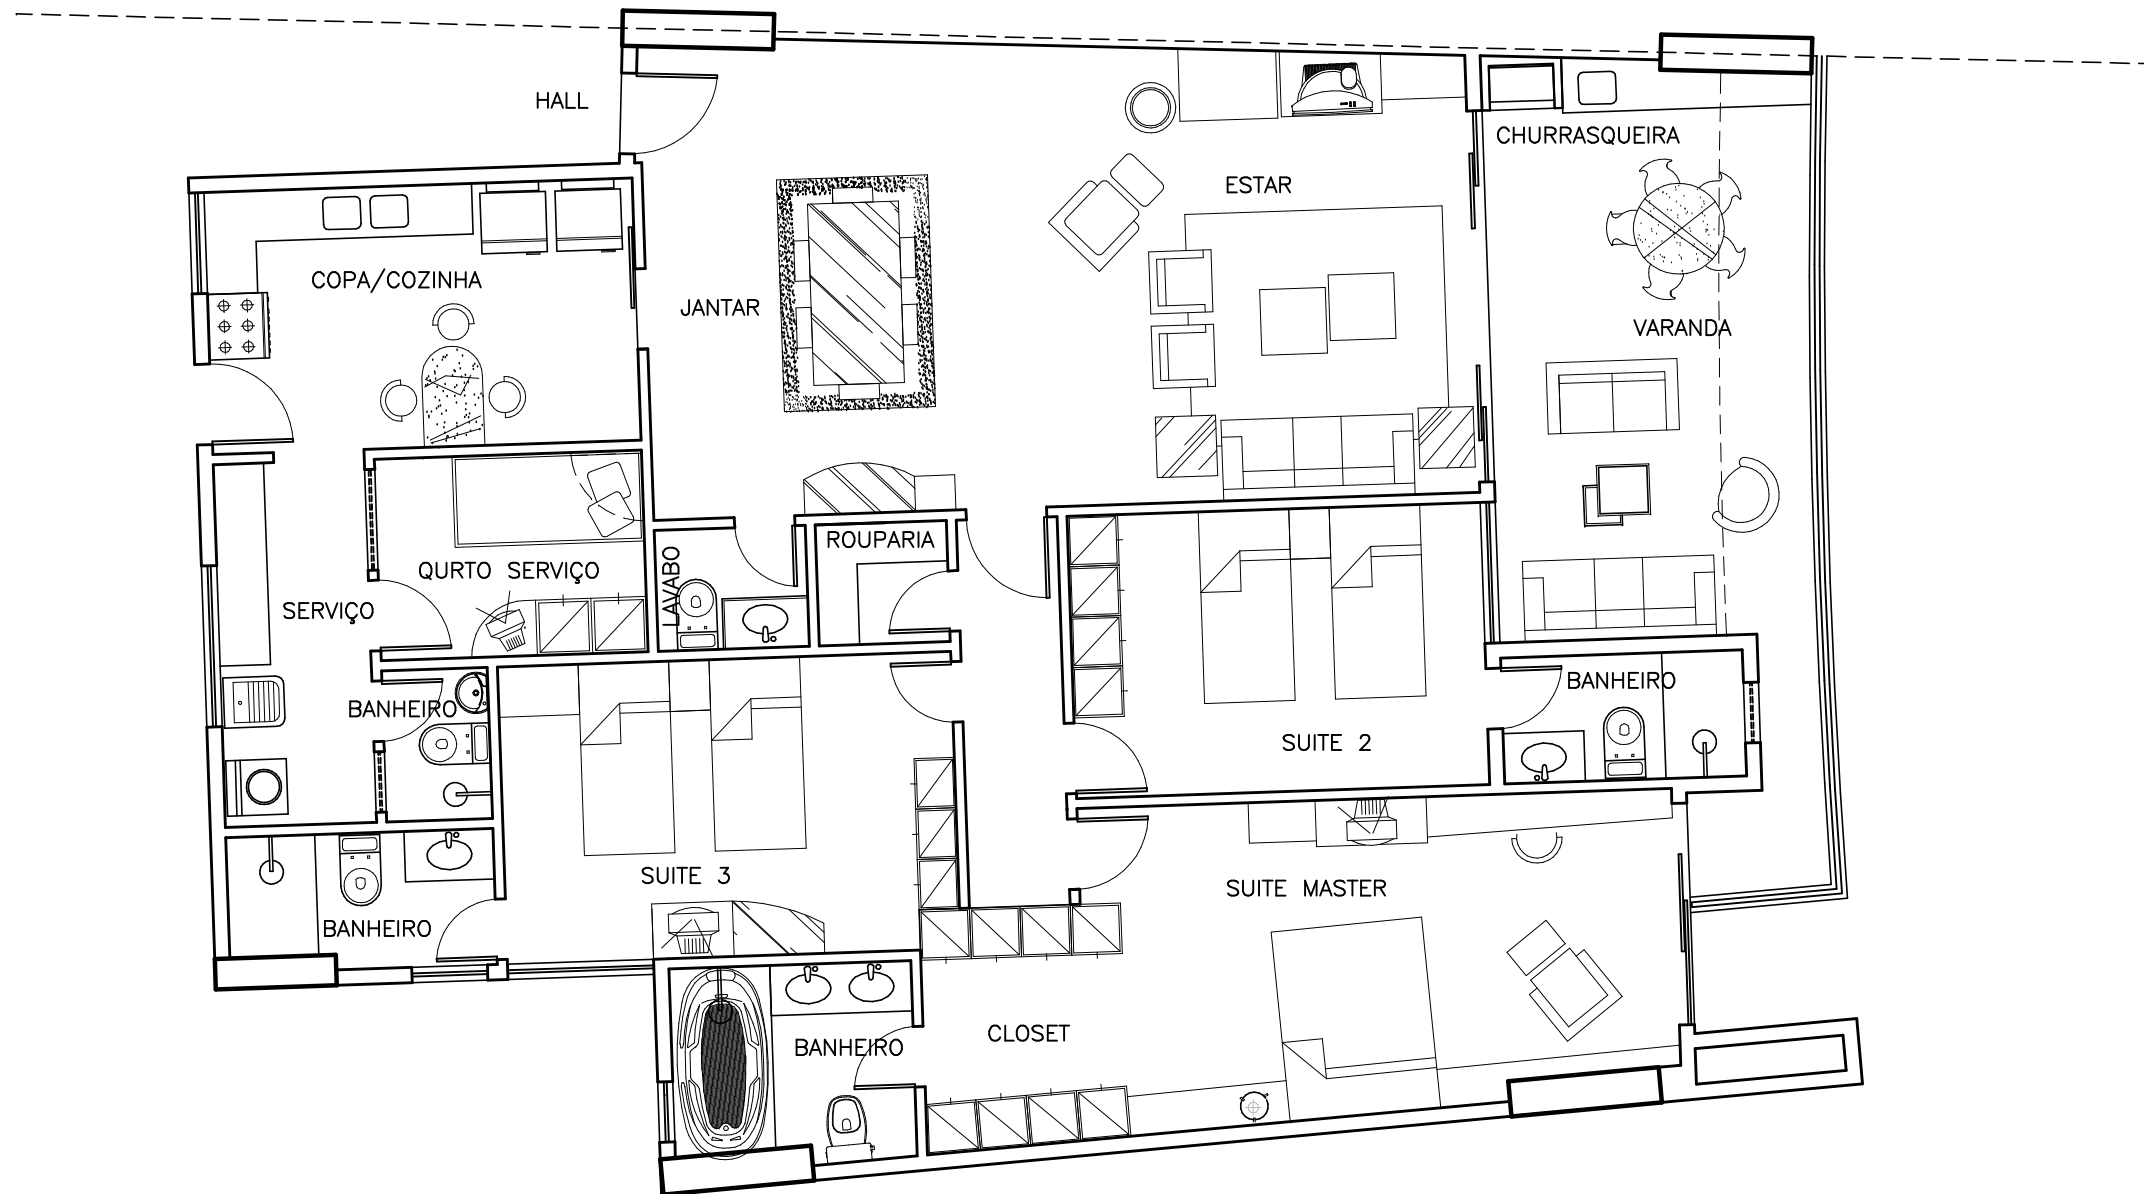 HALL
CHURRASQUEIRA
ESTAR
COPA/COZINHA
JANTAR
VARANDA
ROUPARIA
QURTO SERVIÇO
LAVABO
SERVIÇO
BANHEIRO
BANHEIRO
SUITE 2
SUITE 3
SUITE MASTER
BANHEIRO
CLOSET
BANHEIRO